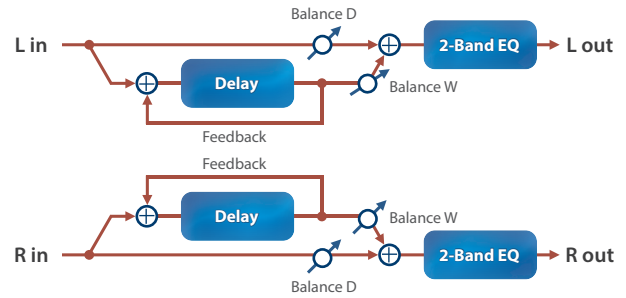 Balance D
L in
2-Band EQ
L out
Delay
Balance W
Feedback
Feedback
Delay
Balance W
R in
2-Band EQ
R out
Balance D